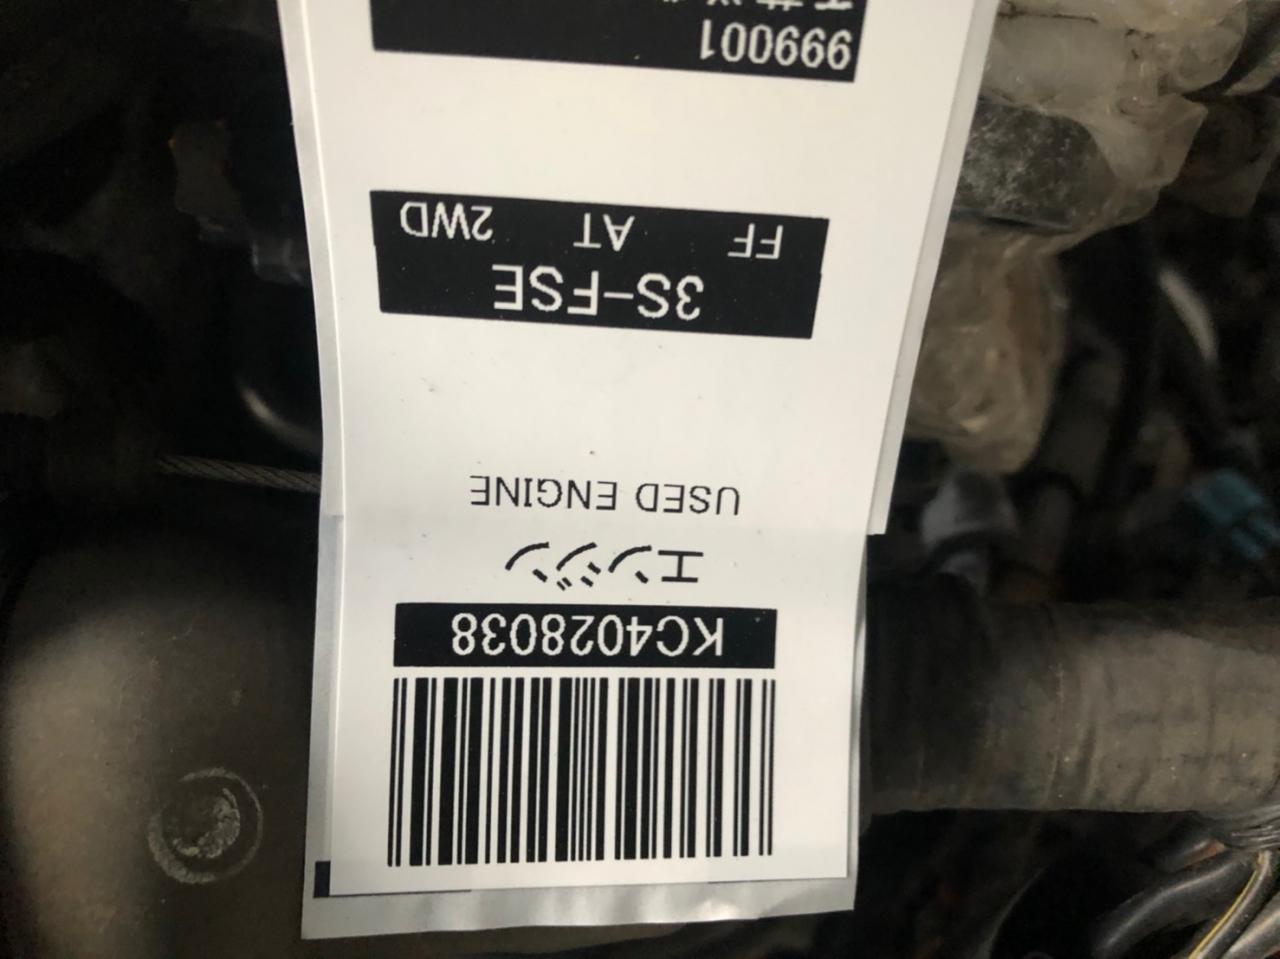 KC4028038
エンジン
USED ENGINE
3S-FSE
FF AT 2WD
999001